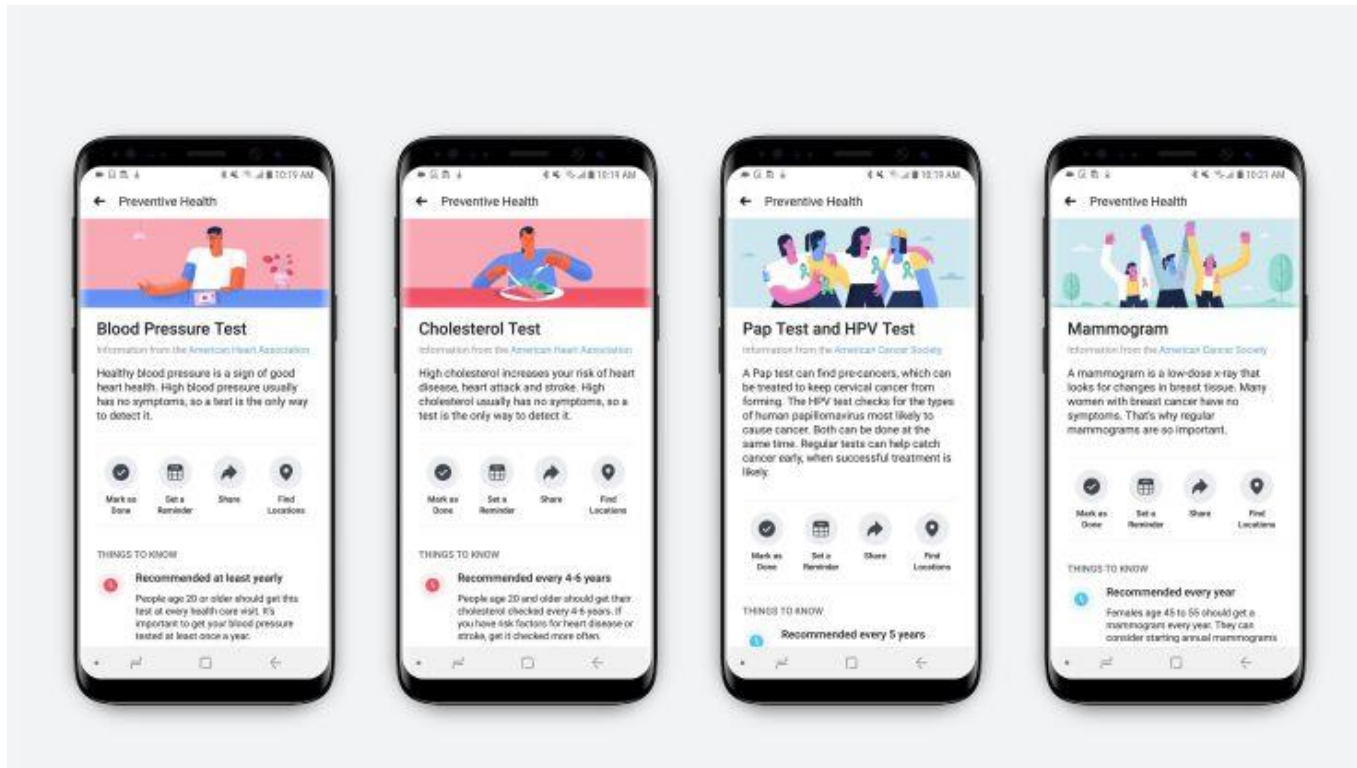 10:19 AM
Preventive Health
Blood Pressure Test
Information from the American Heart Association
Healthy blood pressure is a sign of good
heart health. High blood pressure usually
has no symptoms, so a test is the only way
to detect it.
Mark as
Done
Set a
Reminder
Share
Find
Locations
THINGS TO KNOW
Recommended at least yearly
People age 20 or older should get this
test at every health care visit. It's
important to get your blood pressure
tested at least once a year.
10:19 AM
Preventive Health
Cholesterol Test
Information from the American Heart Association
High cholesterol increases your risk of heart
disease, heart attack and stroke. High
cholesterol usually has no symptoms, so a
test is the only way to detect it.
Mark as
Done
Set a
Reminder
Share
Find
Locations
THINGS TO KNOW
Recommended every 4-6 years
People age 20 and older should get their
cholesterol checked every 4-6 years. If
you have risk factors for heart disease or
stroke, get it checked more often.
10:19 AM
Preventive Health
Pap Test and HPV Test
Information from the American Cancer Society
A Pap test can find pre-cancers, which can
be treated to keep cervical cancer from
forming. The HPV test checks for the types
of human papillomavirus most likely to
cause cancer. Both can be done at the
same time. Regular tests can help catch
cancer early, when successful treatment is
likely.
Mark as
Done
Set a
Reminder
Share
Find
Locations
THINGS TO KNOW
Recommended every 5 years
10:21 AM
Preventive Health
Mammogram
Information from the American Cancer Society
A mammogram is a low-dose x-ray that
looks for changes in breast tissue. Many
women with breast cancer have no
symptoms. That's why regular
mammograms are so important.
Mark as
Done
Set a
Reminder
Share
Find
Locations
THINGS TO KNOW
Recommended every year
Females age 45 to 55 should get a
mammogram every year. They can
consider starting annual mammograms